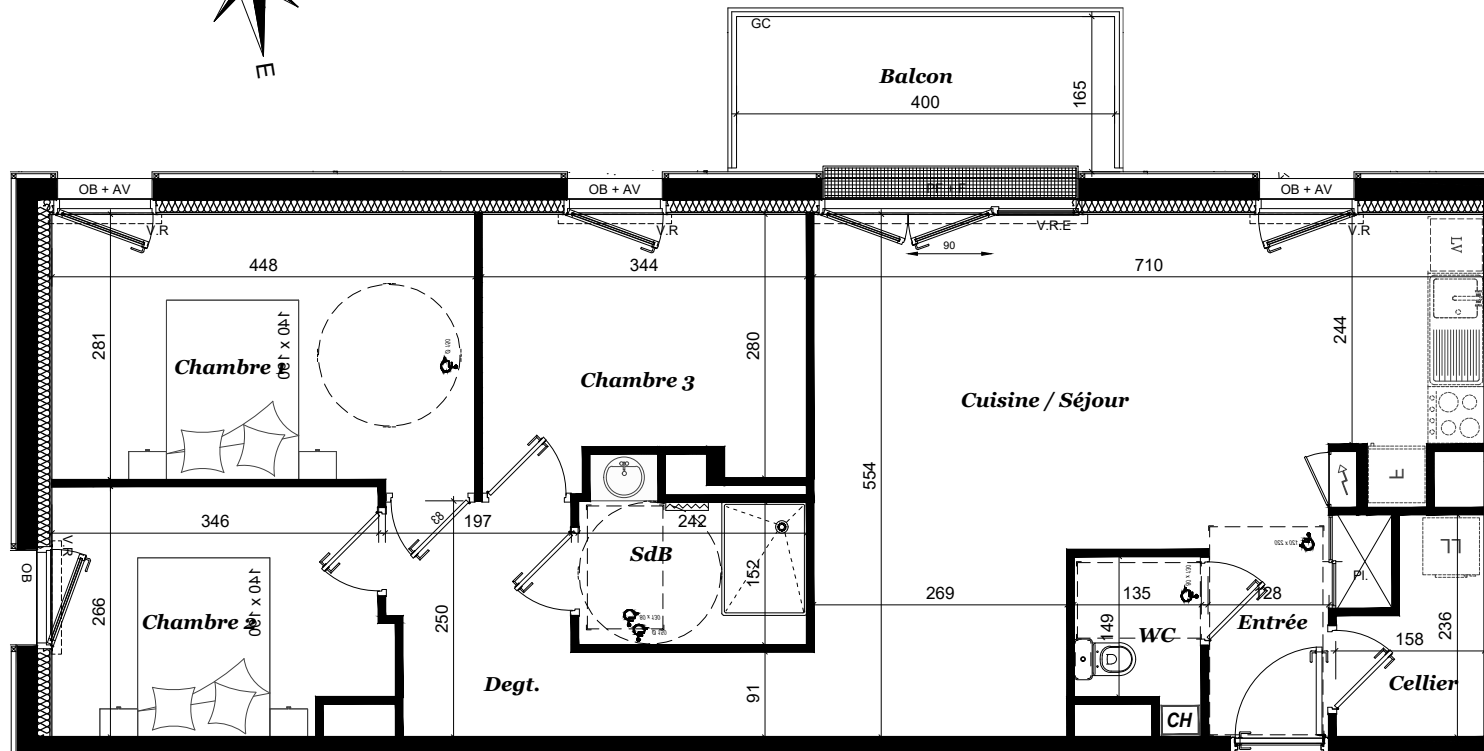 E
GC
Balcon
400
165
OB + AV
OB + AV
OB + AV
V.R
V.R
V.R.E
V.R
90
448
344
710
LV
281
280
244
140 x 190
Chambre
Chambre 3
Cuisine / Séjour
554
F
346
83
197
242
SdB
152
LL
OB
V.R
266
140 x 190
Chambre 2
250
269
135
128
Pl.
149
WC
Entrée
158
236
Degt.
91
Cellier
CH